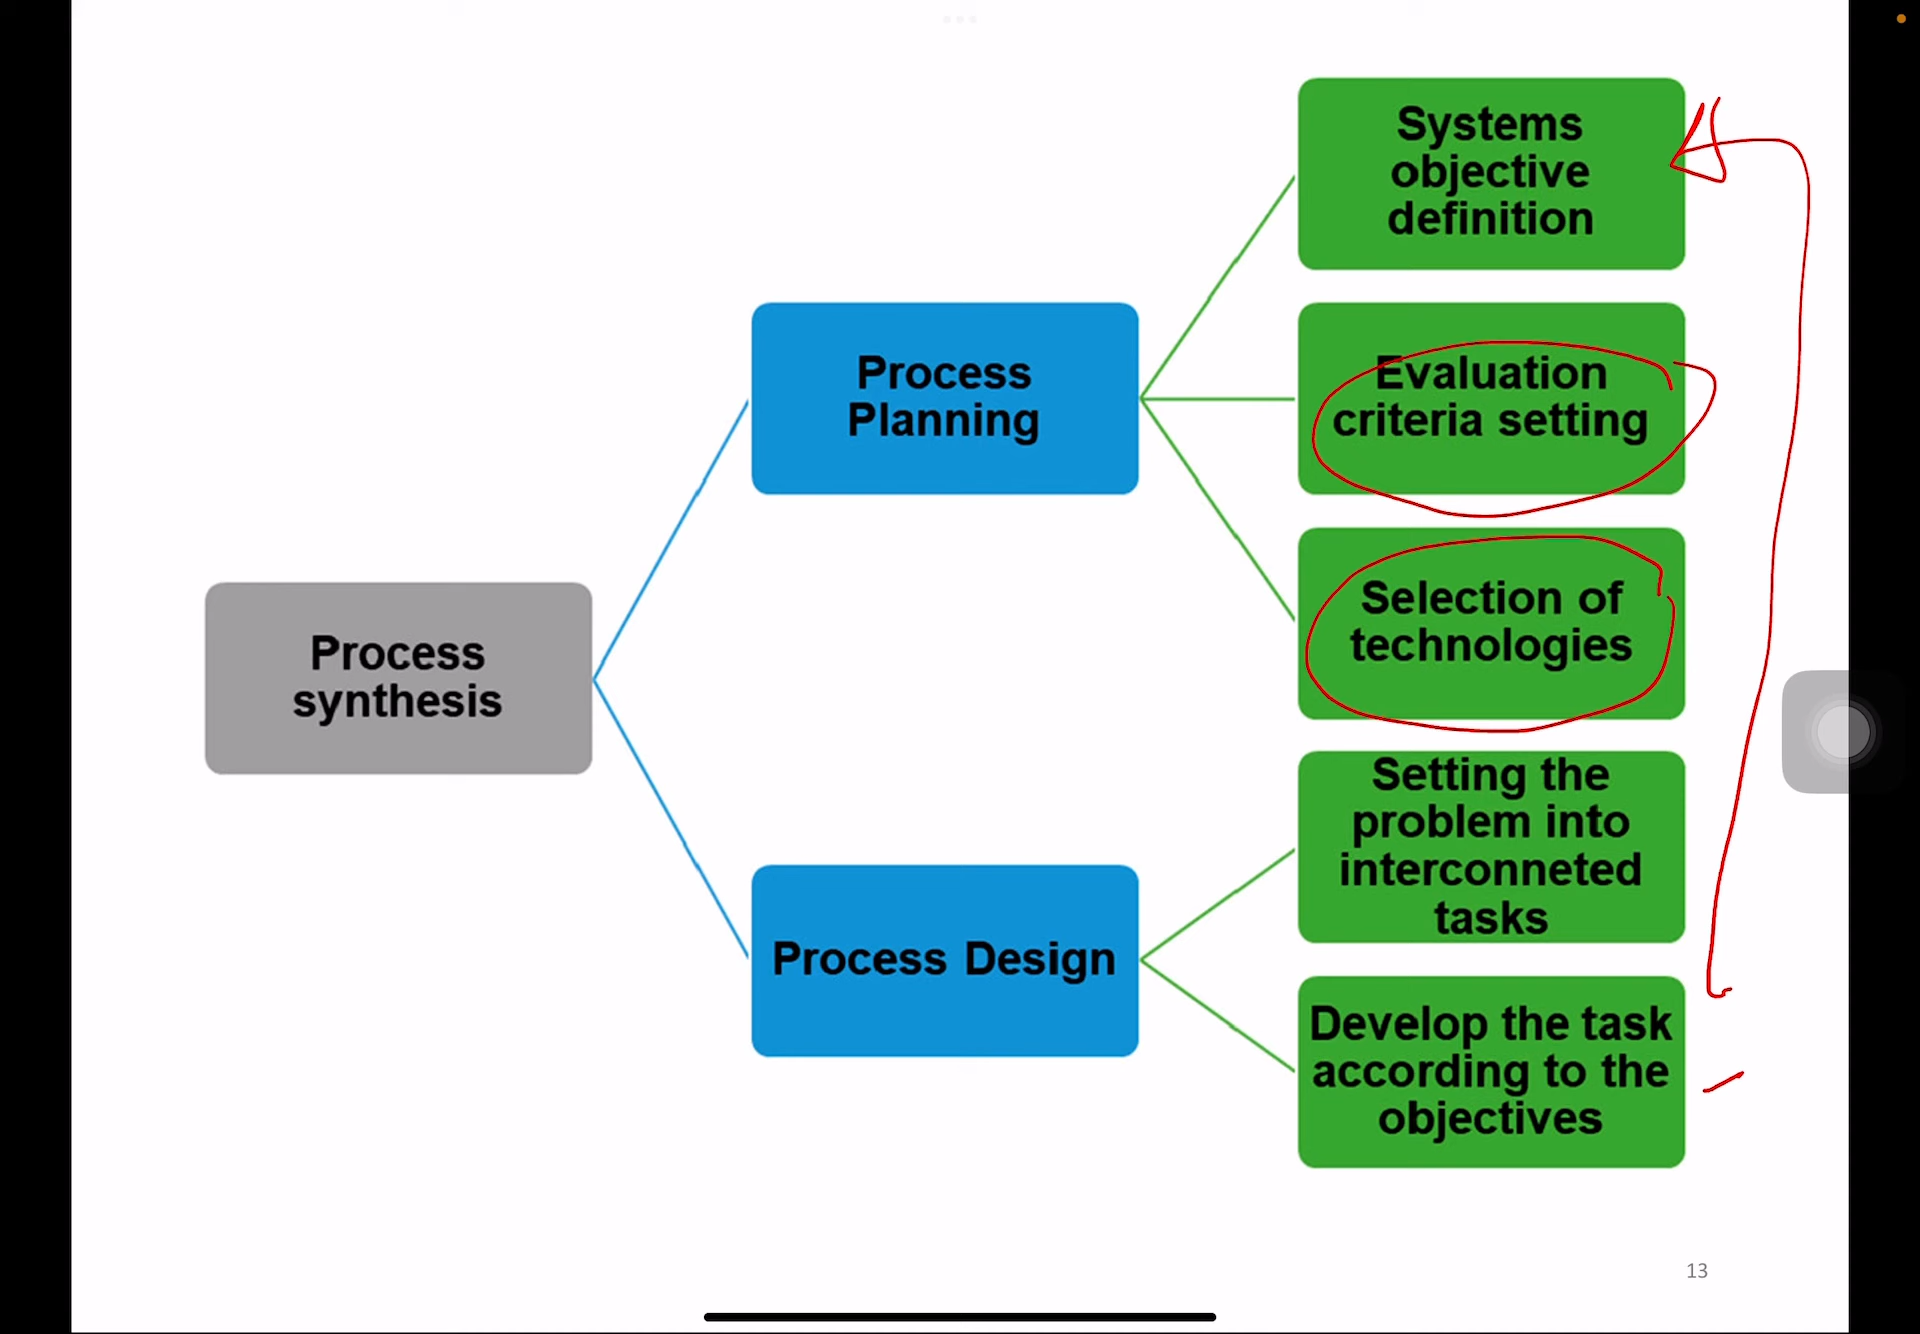 Systems
objective
definition
Process
Planning
Evaluation
criteria setting
Selection of
technologies
Process
synthesis
Setting the
problem into
interconneted
tasks
Process Design
Develop the task
according to the
objectives
13